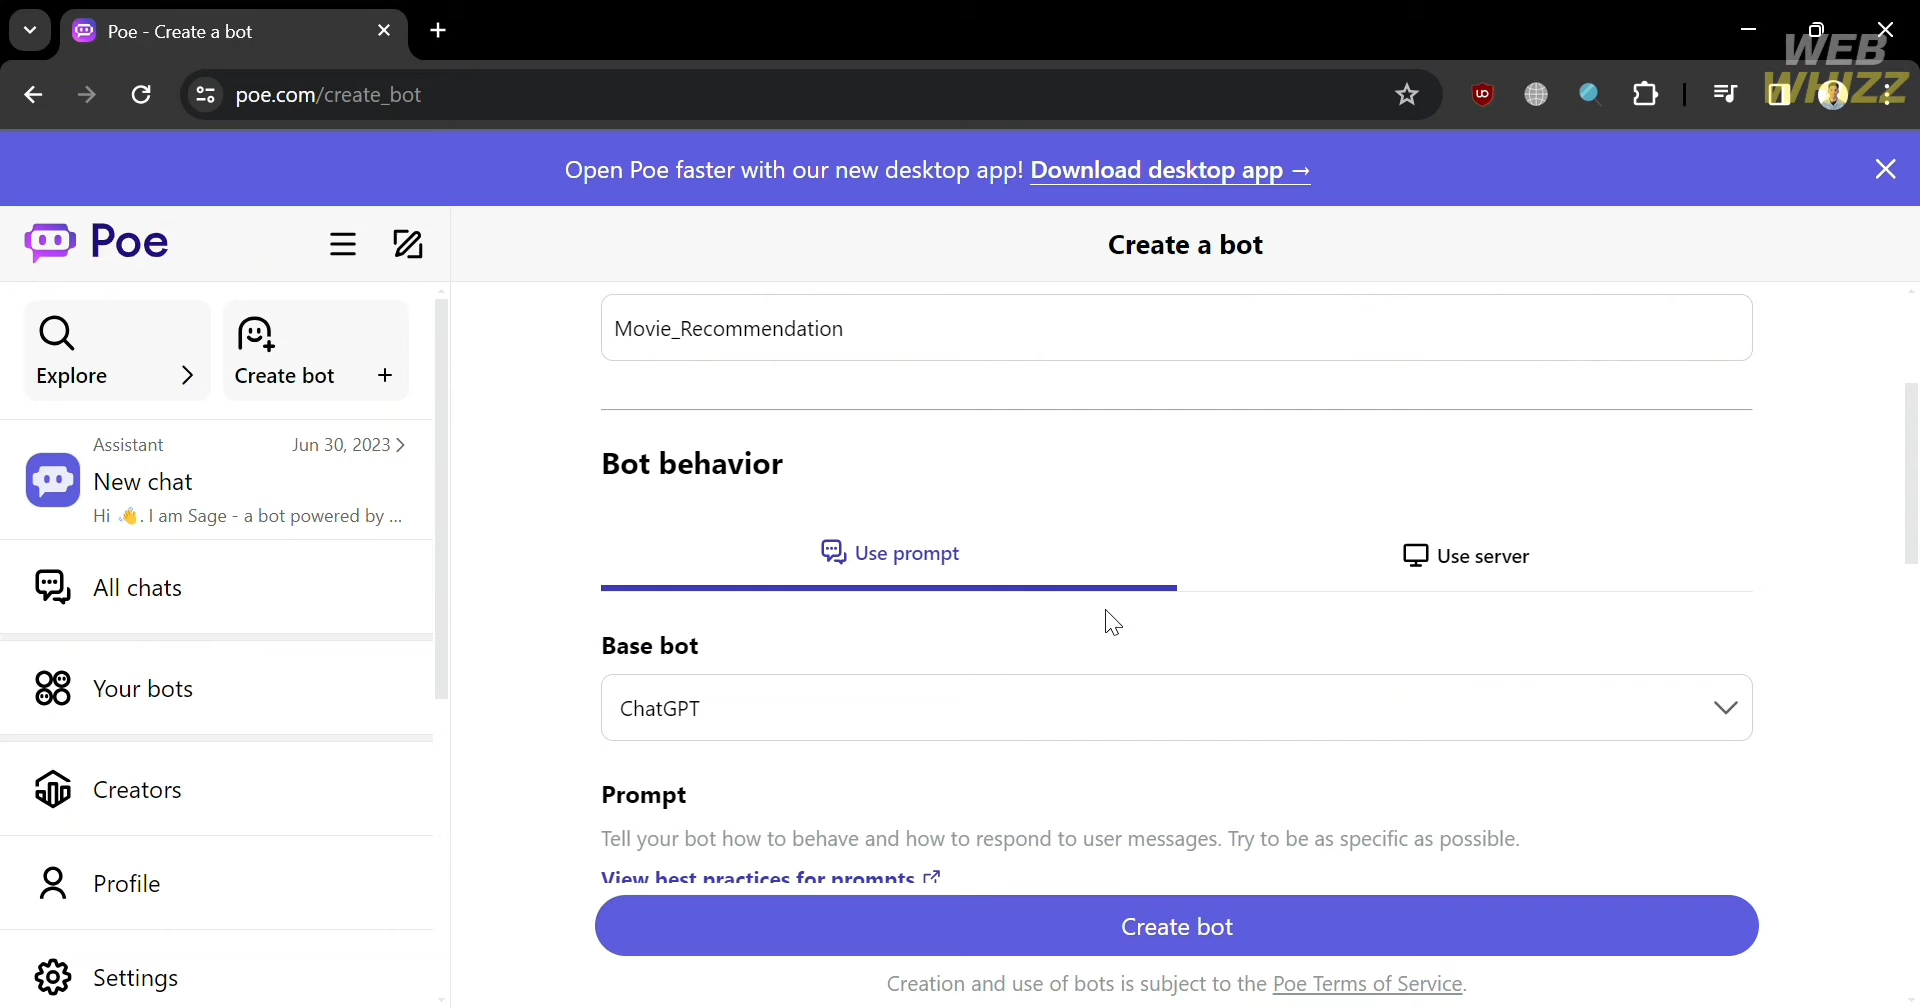 Poe - Create a bot
WEB
WHIZZ
poe.com/create_bot
Open Poe faster with our new desktop app! Download desktop app →
Poe
Create a bot
Explore
Create bot +
Movie_Recommendation
Assistant
Jun 30, 2023
New chat
Hi 👋. I am Sage - a bot powered by ...
Bot behavior
Use prompt
Use server
All chats
Base bot
Your bots
ChatGPT
Creators
Prompt
Tell your bot how to behave and how to respond to user messages. Try to be as specific as possible.
View best practices for prompts
Profile
Create bot
Settings
Creation and use of bots is subject to the Poe Terms of Service.